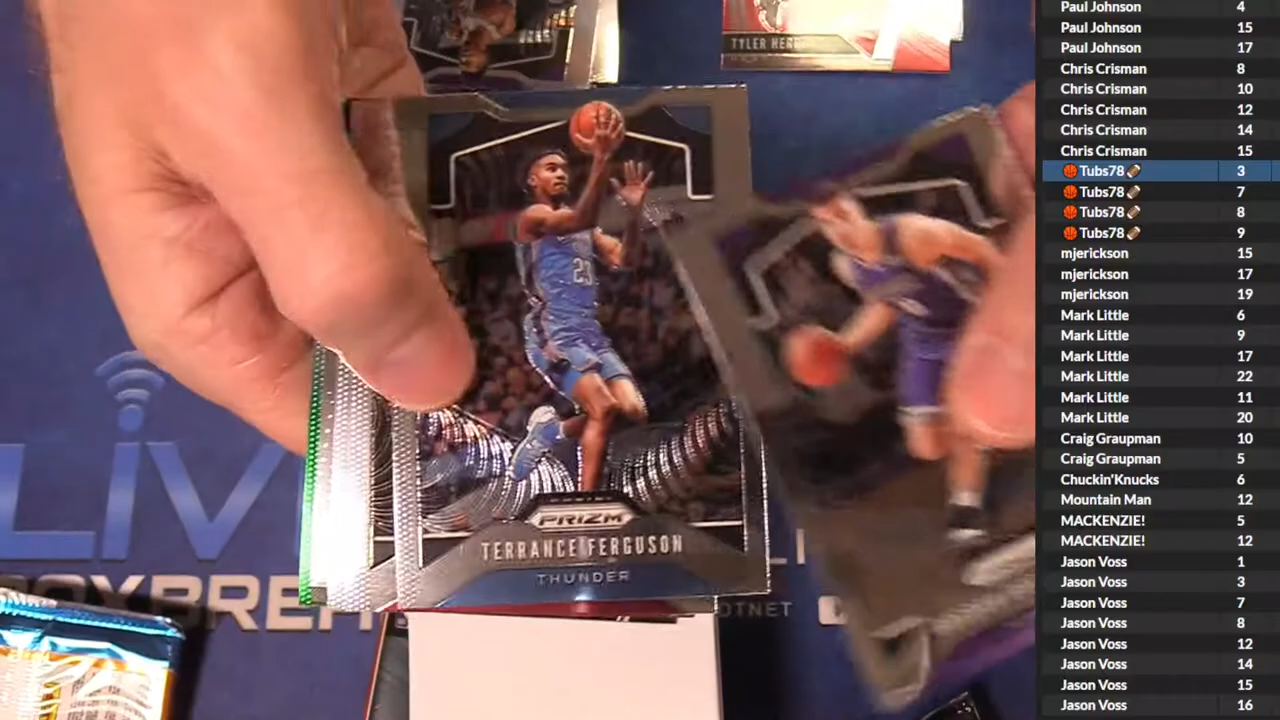 TYLER
23
PRIZM
TERRANCE FERGUSON
THUNDER
LIV
DOTNET
Paul Johnson 4
Paul Johnson 15
Paul Johnson 17
Chris Crisman 8
Chris Crisman 10
Chris Crisman 12
Chris Crisman 14
Chris Crisman 15
🏀 Tubs78 🏈 3
🏀 Tubs78 🏈 7
🏀 Tubs78 🏈 8
🏀 Tubs78 🏈 9
mjerickson 15
mjerickson 17
mjerickson 19
Mark Little 6
Mark Little 9
Mark Little 17
Mark Little 22
Mark Little 11
Mark Little 20
Craig Graupman 10
Craig Graupman 5
Chuckin'Knucks 6
Mountain Man 12
MACKENZIE! 5
MACKENZIE! 12
Jason Voss 1
Jason Voss 3
Jason Voss 7
Jason Voss 8
Jason Voss 12
Jason Voss 14
Jason Voss 15
Jason Voss 16